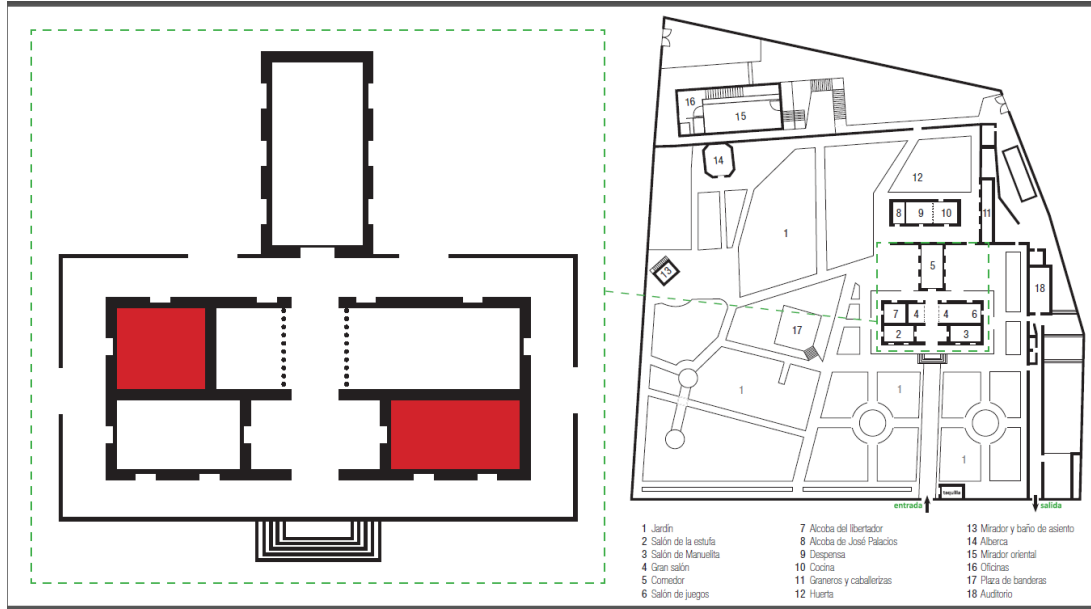 16
15
14
12
1
8 9 10
11
13
5
18
7 4 4 6
17
2 3
1
1
1
taquilla
entrada
salida
1 Jardín
2 Salón de la estufa
3 Salón de Manuelita
4 Gran salón
5 Comedor
6 Salón de juegos
7 Alcoba del libertador
8 Alcoba de José Palacios
9 Despensa
10 Cocina
11 Graneros y caballerizas
12 Huerta
13 Mirador y baño de asiento
14 Alberca
15 Mirador oriental
16 Oficinas
17 Plaza de banderas
18 Auditorio